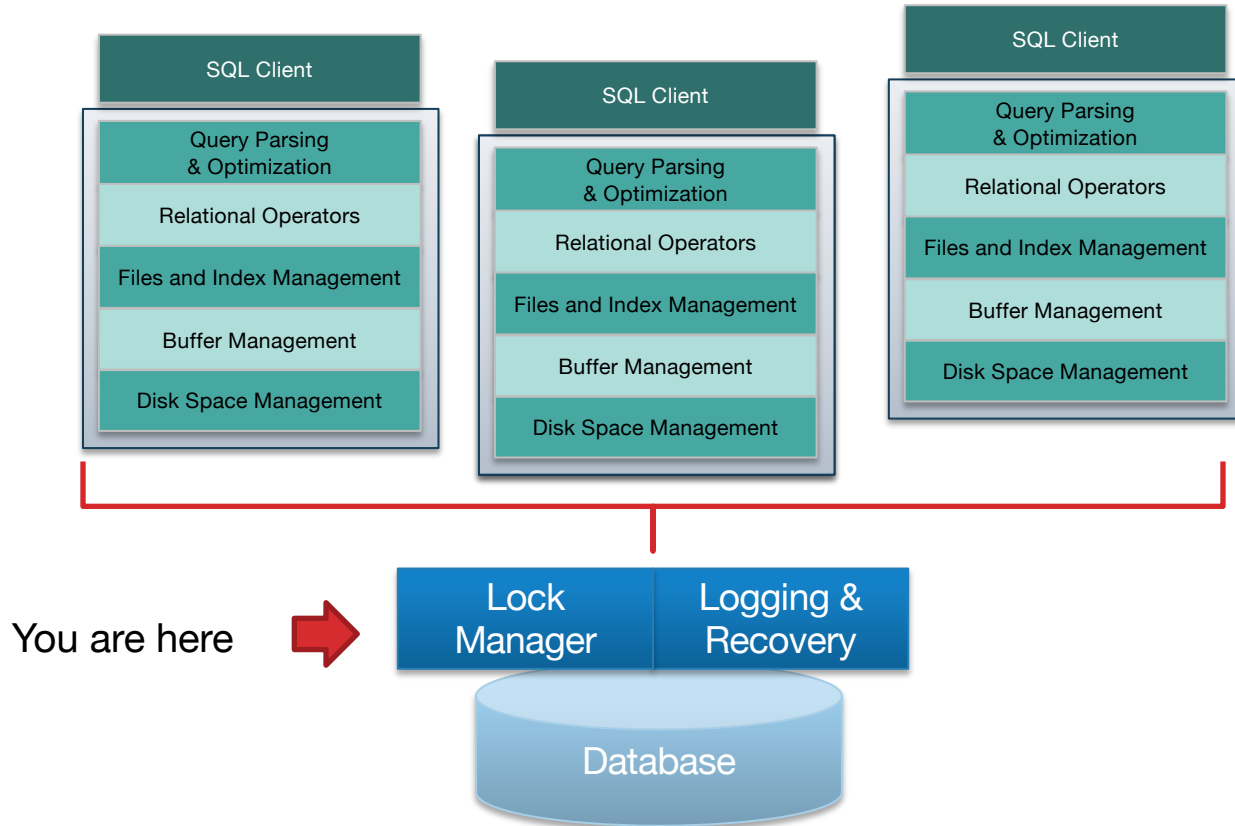 SQL Client
Query Parsing
& Optimization
Relational Operators
Files and Index Management
Buffer Management
Disk Space Management
SQL Client
Query Parsing
& Optimization
Relational Operators
Files and Index Management
Buffer Management
Disk Space Management
SQL Client
Query Parsing
& Optimization
Relational Operators
Files and Index Management
Buffer Management
Disk Space Management
You are here
Lock
Manager
Logging &
Recovery
Database